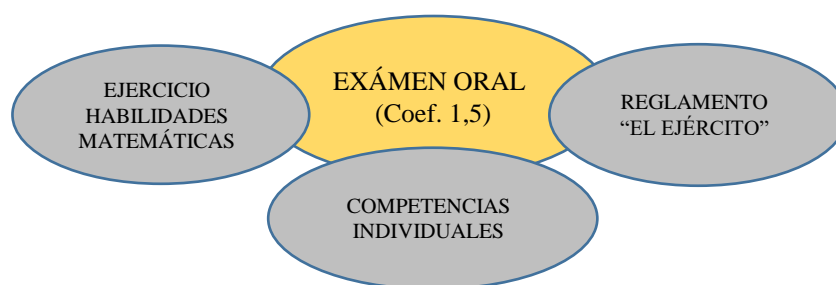 EJERCICIO
HABILIDADES
MATEMÁTICAS
EXÁMEN ORAL
(Coef. 1,5)
REGLAMENTO
“EL EJÉRCITO”
COMPETENCIAS
INDIVIDUALES